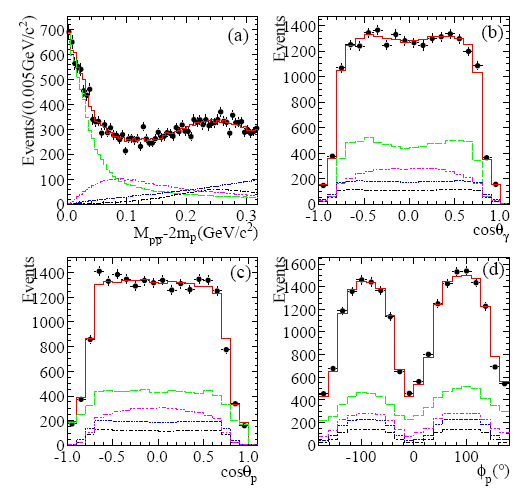 Events/(0.005GeV/c²)
700
600
500
400
300
200
100
0
(a)
0.0 0.1 0.2 0.3
M_pp̅-2m_p(GeV/c²)
Events
1400
1200
1000
800
600
400
200
0
(b)
-1.0 -0.5 0.0 0.5 1.0
cosθ_γ
Events
1400
1200
1000
800
600
400
200
0
(c)
-1.0 -0.5 0.0 0.5 1.0
cosθ_p
Events
1600
1400
1200
1000
800
600
400
200
0
(d)
-100 0 100
ϕ_p(°)